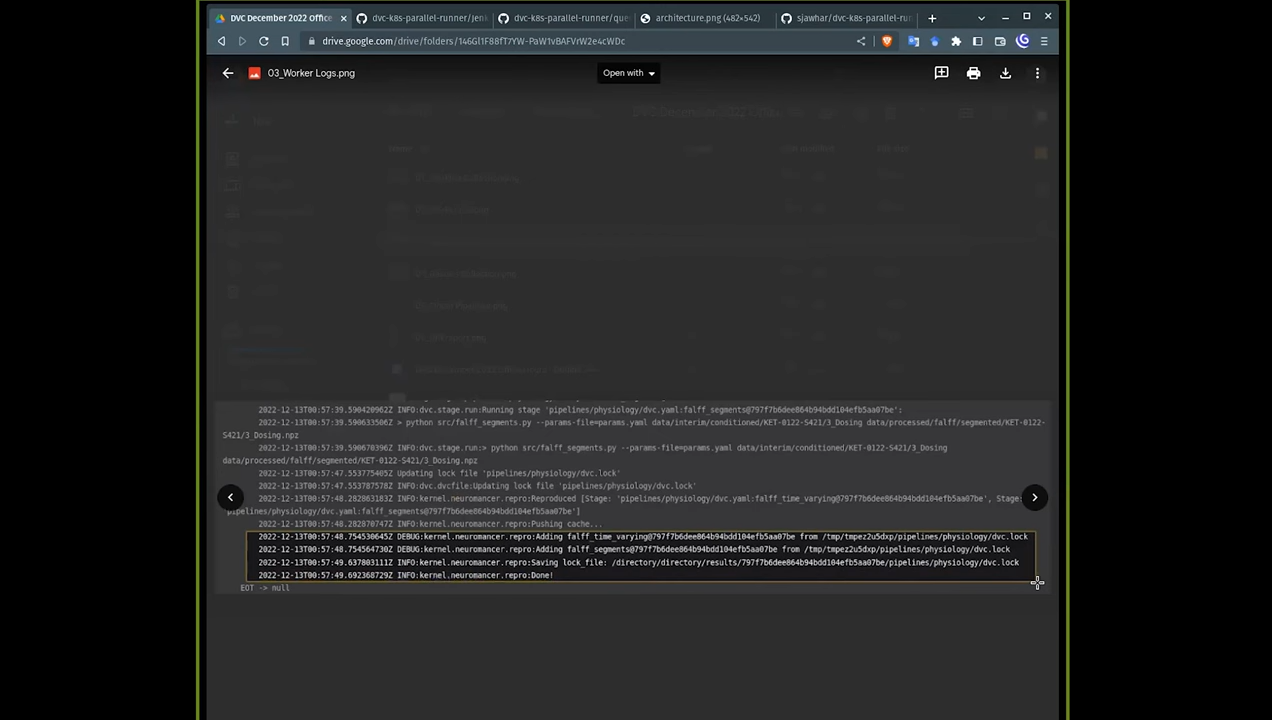 DVC December 2022 Office
dvc-k8s-parallel-runner/jenk
dvc-k8s-parallel-runner/que
architecture.png (482×542)
sjawhar/dvc-k8s-parallel-run
drive.google.com/drive/folders/
03_Worker Logs.png
Open with
2022-12-13T00:57:39.590420962Z INFO:dvc.stage.run:Running stage 'pipelines/physiology/dvc.yaml:falff_segments@797f7b6dee864b94bdd104efb5aa07be':
2022-12-13T00:57:39.590633506Z > python src/falff_segments.py --params-file=params.yaml data/interim/conditioned/KET-0122-S421/3_Dosing data/processed/falff/segmented/KET-0122-
S421/3_Dosing.npz
2022-12-13T00:57:39.590670396Z INFO:dvc.stage.run:> python src/falff_segments.py --params-file=params.yaml data/interim/conditioned/KET-0122-S421/3_Dosing
data/processed/falff/segmented/KET-0122-S421/3_Dosing.npz
2022-12-13T00:57:47.553775405Z Updating lock file 'pipelines/physiology/dvc.lock'
2022-12-13T00:57:47.553787578Z INFO:dvc.dvcfile:Updating lock file 'pipelines/physiology/dvc.lock'
2022-12-13T00:57:48.282863183Z INFO:kernel.neuromancer.repro:Reproduced [Stage: 'pipelines/physiology/dvc.yaml:falff_time_varying@797f7b6dee864b94bdd104efb5aa07be', Stage:
'pipelines/physiology/dvc.yaml:falff_segments@797f7b6dee864b94bdd104efb5aa07be']
2022-12-13T00:57:48.282870747Z INFO:kernel.neuromancer.repro:Pushing cache...
2022-12-13T00:57:48.754530645Z DEBUG:kernel.neuromancer.repro:Adding falff_time_varying@797f7b6dee864b94bdd104efb5aa07be from /tmp/tmpez2u5dxp/pipelines/physiology/dvc.lock
2022-12-13T00:57:48.754564730Z DEBUG:kernel.neuromancer.repro:Adding falff_segments@797f7b6dee864b94bdd104efb5aa07be from /tmp/tmpez2u5dxp/pipelines/physiology/dvc.lock
2022-12-13T00:57:49.637803111Z INFO:kernel.neuromancer.repro:Saving lock_file: /directory/directory/results/797f7b6dee864b94bdd104efb5aa07be/pipelines/physiology/dvc.lock
2022-12-13T00:57:49.692368729Z INFO:kernel.neuromancer.repro:Done!
EOT -> null